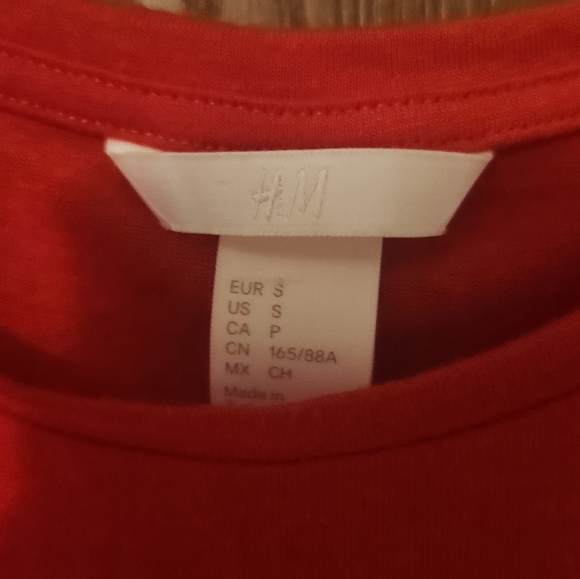 H&M
EUR S
US S
CA P
CN 165/88A
MX CH
Made in